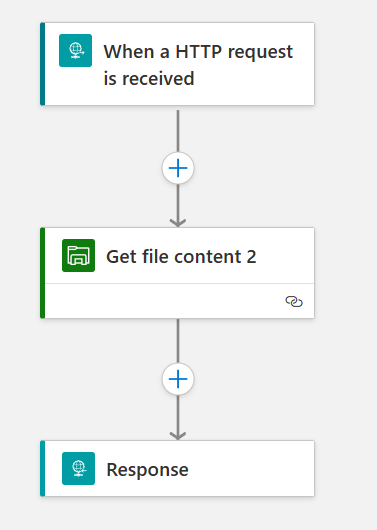 When a HTTP request
is received
Get file content 2
Response